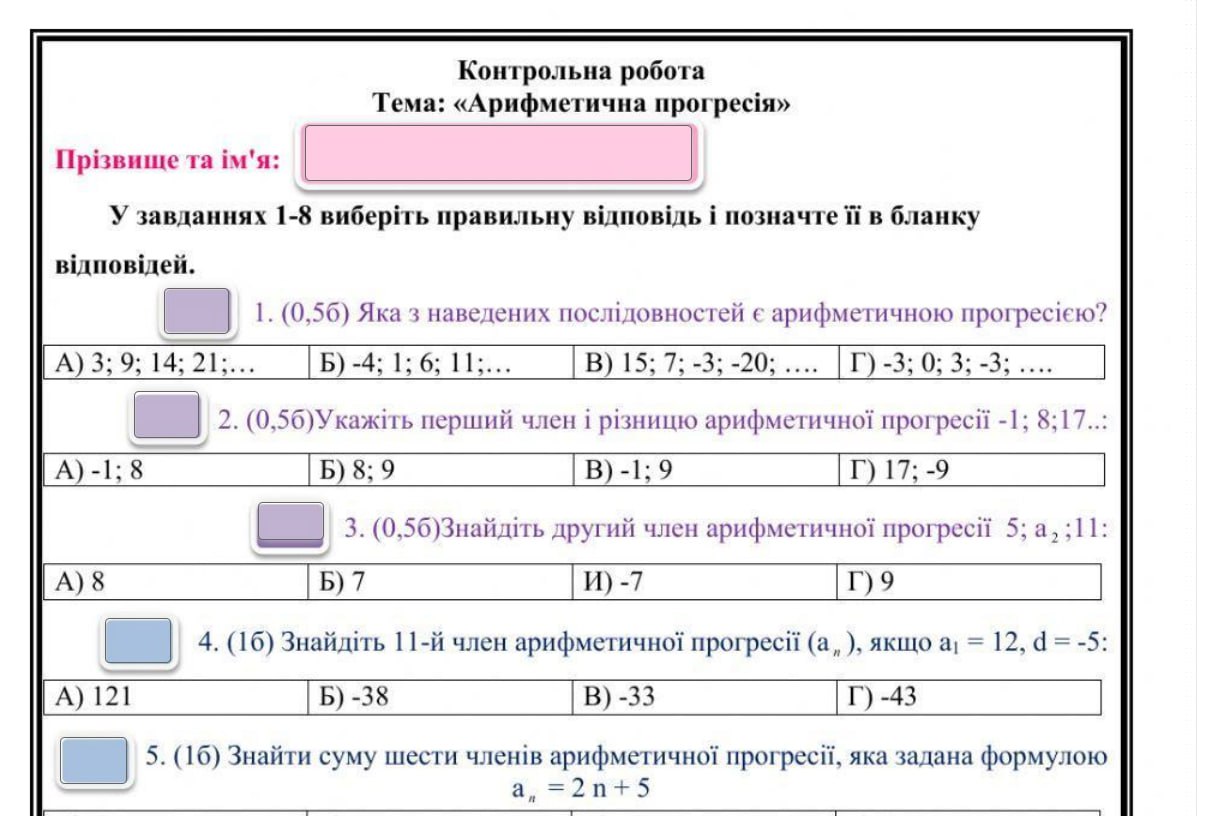 Контрольна робота
Тема: «Арифметична прогресія»
Прізвище та ім'я:
У завданнях 1-8 виберіть правильну відповідь і позначте її в бланку
відповідей.
1. (0,5б) Яка з наведених послідовностей є арифметичною прогресією?
А) 3; 9; 14; 21;… Б) -4; 1; 6; 11;… В) 15; 7; -3; -20; …. Г) -3; 0; 3; -3; ….
2. (0,5б)Укажіть перший член і різницю арифметичної прогресії -1; 8;17..:
А) -1; 8 Б) 8; 9 В) -1; 9 Г) 17; -9
3. (0,5б)Знайдіть другий член арифметичної прогресії 5; а₂;11:
А) 8 Б) 7 И) -7 Г) 9
4. (1б) Знайдіть 11-й член арифметичної прогресії (аₙ), якщо а₁ = 12, d = -5:
А) 121 Б) -38 В) -33 Г) -43
5. (1б) Знайти суму шести членів арифметичної прогресії, яка задана формулою
аₙ = 2 n + 5